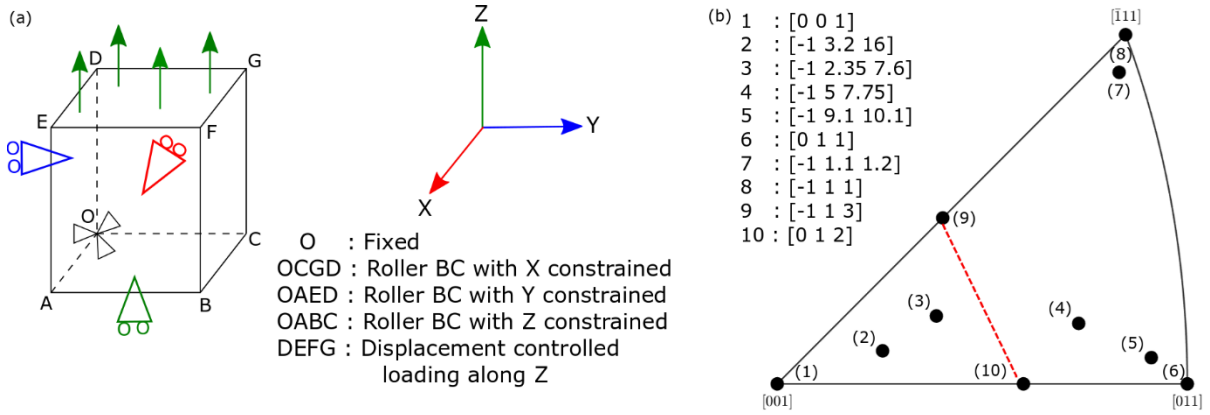 (a)
Z
Y
X
D
G
E
F
O
C
A
B
O : Fixed
OCGD : Roller BC with X constrained
OAED : Roller BC with Y constrained
OABC : Roller BC with Z constrained
DEFG : Displacement controlled
loading along Z
(b)
1 : [0 0 1]
2 : [-1 3.2 16]
3 : [-1 2.35 7.6]
4 : [-1 5 7.75]
5 : [-1 9.1 10.1]
6 : [0 1 1]
7 : [-1 1.1 1.2]
8 : [-1 1 1]
9 : [-1 1 3]
10 : [0 1 2]
[1̅11]
(8)
(7)
(9)
(3)
(4)
(2)
(5)
(1)
(10)
(6)
[001]
[011]